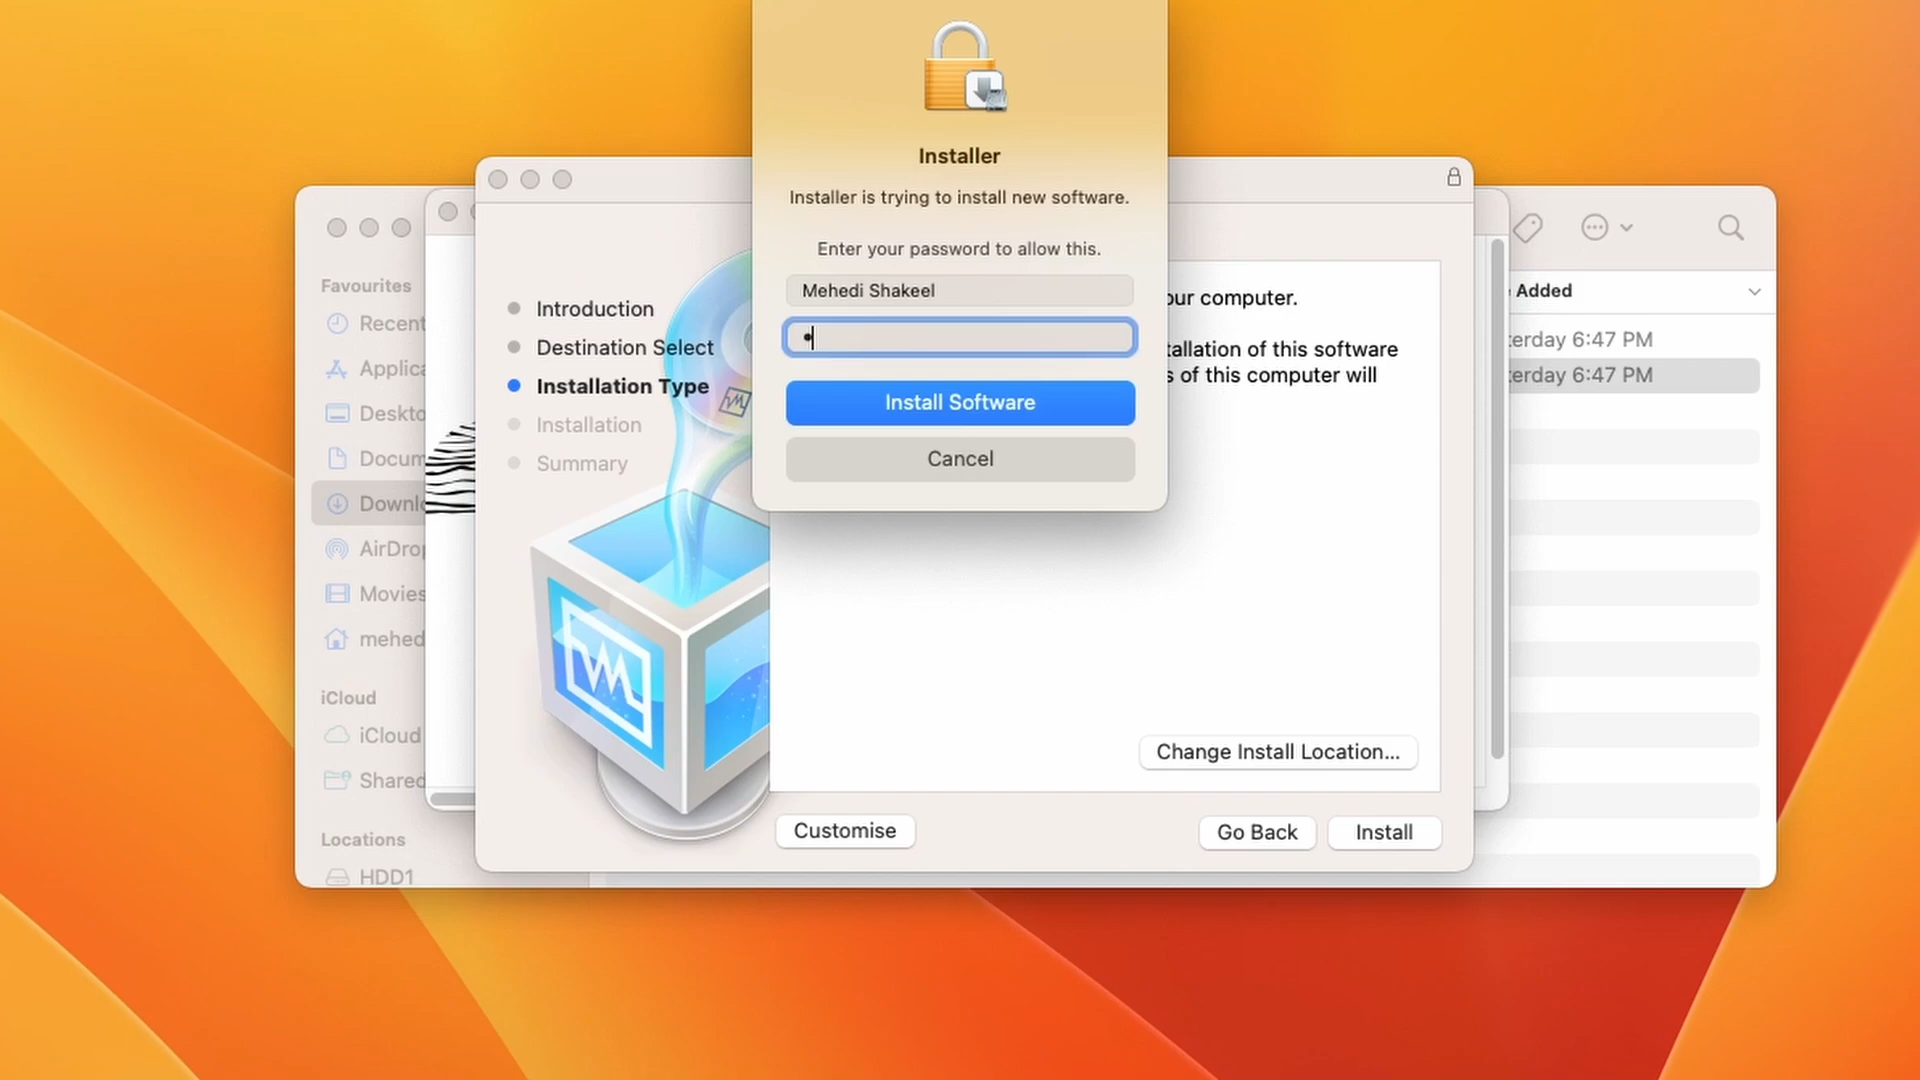 Installer
Installer is trying to install new software.
Enter your password to allow this.
Mehedi Shakeel
Install Software
Cancel
Introduction
Destination Select
Installation Type
Installation
Summary
our computer.
tallation of this software
s of this computer will
Change Install Location...
Customise
Go Back
Install
Favourites
Recent
Applica
Deskto
Docum
Downlo
AirDrop
Movies
mehed
iCloud
iCloud
Shared
Locations
HDD1
Added
terday 6:47 PM
terday 6:47 PM